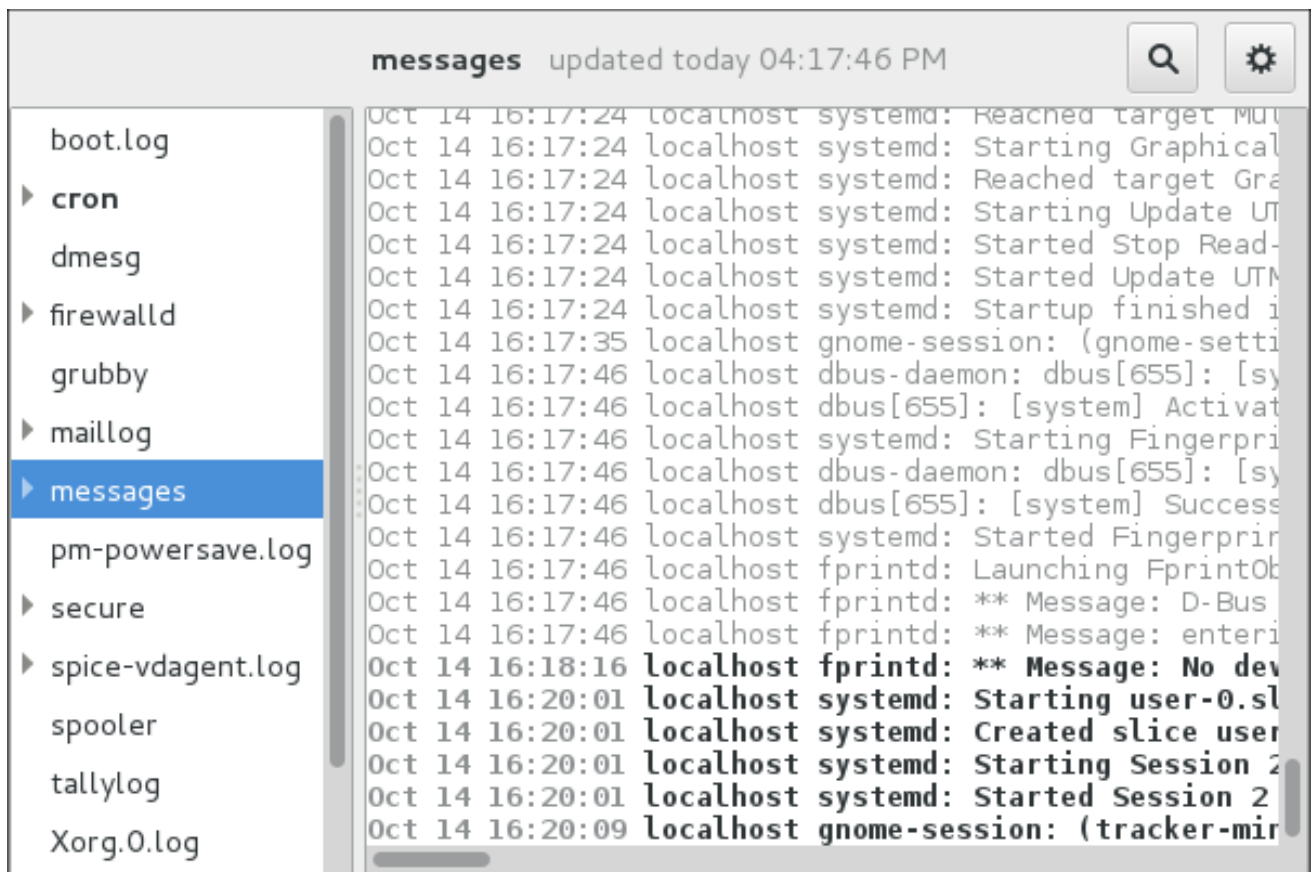 messages updated today 04:17:46 PM
boot.log
cron
dmesg
firewalld
grubby
maillog
messages
pm-powersave.log
secure
spice-vdagent.log
spooler
tallylog
Xorg.0.log
Oct 14 16:17:24 localhost systemd: Reached target Mul
Oct 14 16:17:24 localhost systemd: Starting Graphical
Oct 14 16:17:24 localhost systemd: Reached target Gra
Oct 14 16:17:24 localhost systemd: Starting Update UT
Oct 14 16:17:24 localhost systemd: Started Stop Read-
Oct 14 16:17:24 localhost systemd: Started Update UTM
Oct 14 16:17:24 localhost systemd: Startup finished i
Oct 14 16:17:35 localhost gnome-session: (gnome-setti
Oct 14 16:17:46 localhost dbus-daemon: dbus[655]: [sy
Oct 14 16:17:46 localhost dbus[655]: [system] Activat
Oct 14 16:17:46 localhost systemd: Starting Fingerpri
Oct 14 16:17:46 localhost dbus-daemon: dbus[655]: [sy
Oct 14 16:17:46 localhost dbus[655]: [system] Success
Oct 14 16:17:46 localhost systemd: Started Fingerprin
Oct 14 16:17:46 localhost fprintd: Launching FprintOb
Oct 14 16:17:46 localhost fprintd: ** Message: D-Bus
Oct 14 16:17:46 localhost fprintd: ** Message: enteri
Oct 14 16:18:16 localhost fprintd: ** Message: No dev
Oct 14 16:20:01 localhost systemd: Starting user-0.sl
Oct 14 16:20:01 localhost systemd: Created slice user
Oct 14 16:20:01 localhost systemd: Starting Session 2
Oct 14 16:20:01 localhost systemd: Started Session 2
Oct 14 16:20:09 localhost gnome-session: (tracker-min